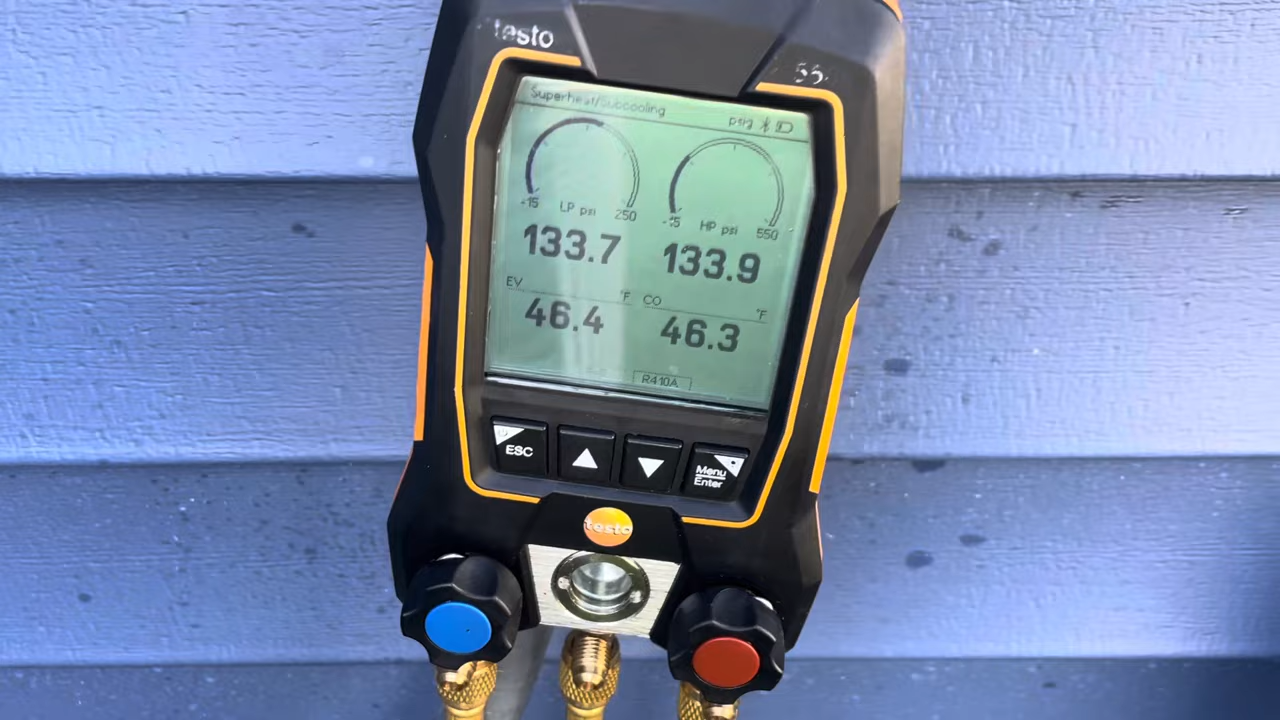 testo
55
Superheat/Subcooling
psig
-15 LP psi 250
-15 HP psi 550
133.7
133.9
EV °F
CO °F
46.4
46.3
R410A
ESC
Menu
Enter
testo